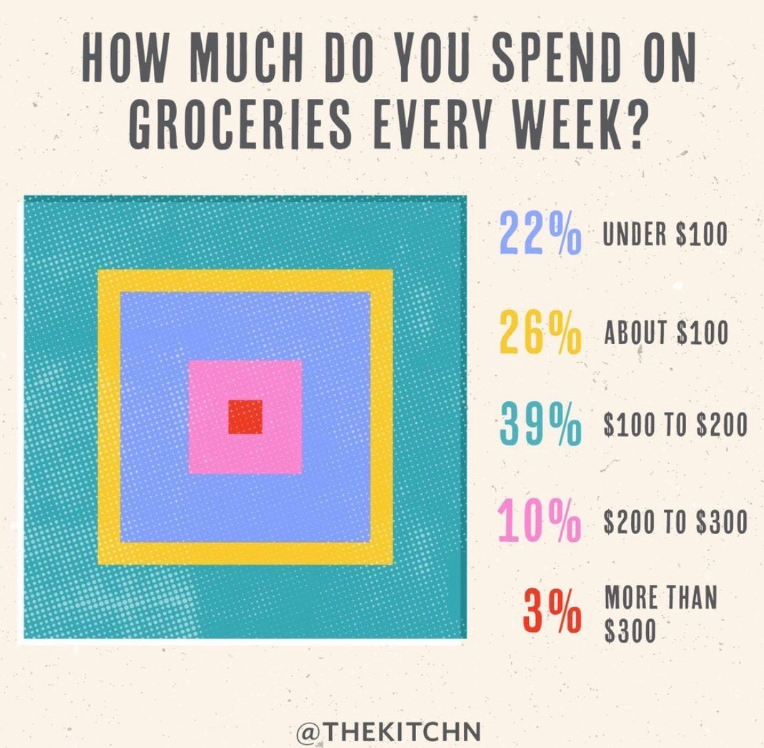 HOW MUCH DO YOU SPEND ON
GROCERIES EVERY WEEK?
22% UNDER $100
26% ABOUT $100
39% $100 TO $200
10% $200 TO $300
3% MORE THAN
$300
@THEKITCHN